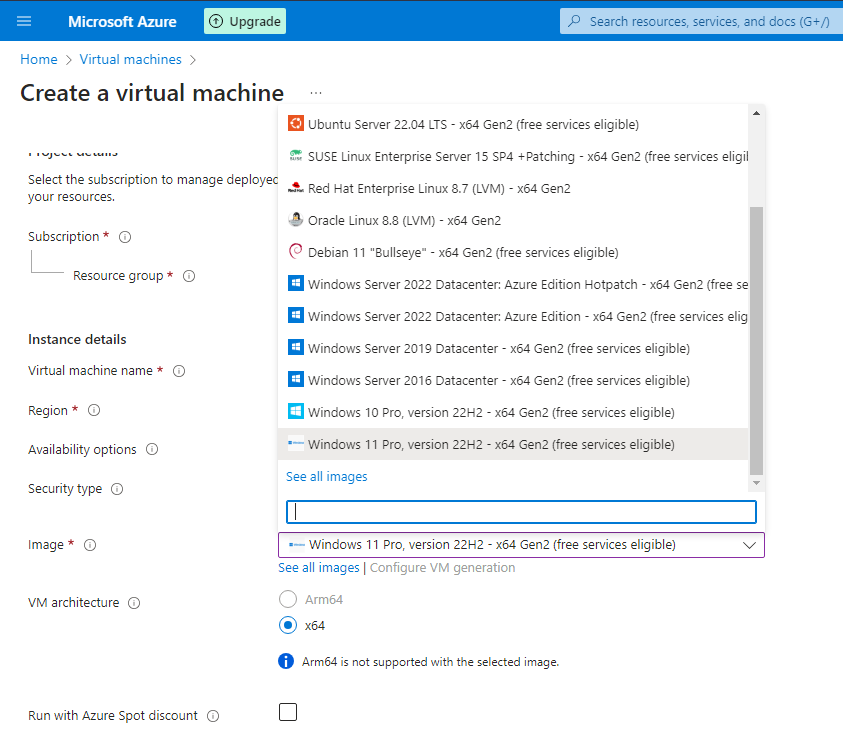 Microsoft Azure
Upgrade
Search resources, services, and docs (G+/)
Home > Virtual machines >
Create a virtual machine ...
Project details
Select the subscription to manage deployed
your resources.
Subscription *
Resource group *
Instance details
Virtual machine name *
Region *
Availability options
Security type
Ubuntu Server 22.04 LTS - x64 Gen2 (free services eligible)
SUSE Linux Enterprise Server 15 SP4 +Patching - x64 Gen2 (free services eligil
Red Hat Enterprise Linux 8.7 (LVM) - x64 Gen2
Oracle Linux 8.8 (LVM) - x64 Gen2
Debian 11 "Bullseye" - x64 Gen2 (free services eligible)
Windows Server 2022 Datacenter: Azure Edition Hotpatch - x64 Gen2 (free se
Windows Server 2022 Datacenter: Azure Edition - x64 Gen2 (free services elig
Windows Server 2019 Datacenter - x64 Gen2 (free services eligible)
Windows Server 2016 Datacenter - x64 Gen2 (free services eligible)
Windows 10 Pro, version 22H2 - x64 Gen2 (free services eligible)
Windows 11 Pro, version 22H2 - x64 Gen2 (free services eligible)
See all images
Image *
Windows 11 Pro, version 22H2 - x64 Gen2 (free services eligible)
See all images | Configure VM generation
VM architecture
Arm64
x64
Arm64 is not supported with the selected image.
Run with Azure Spot discount